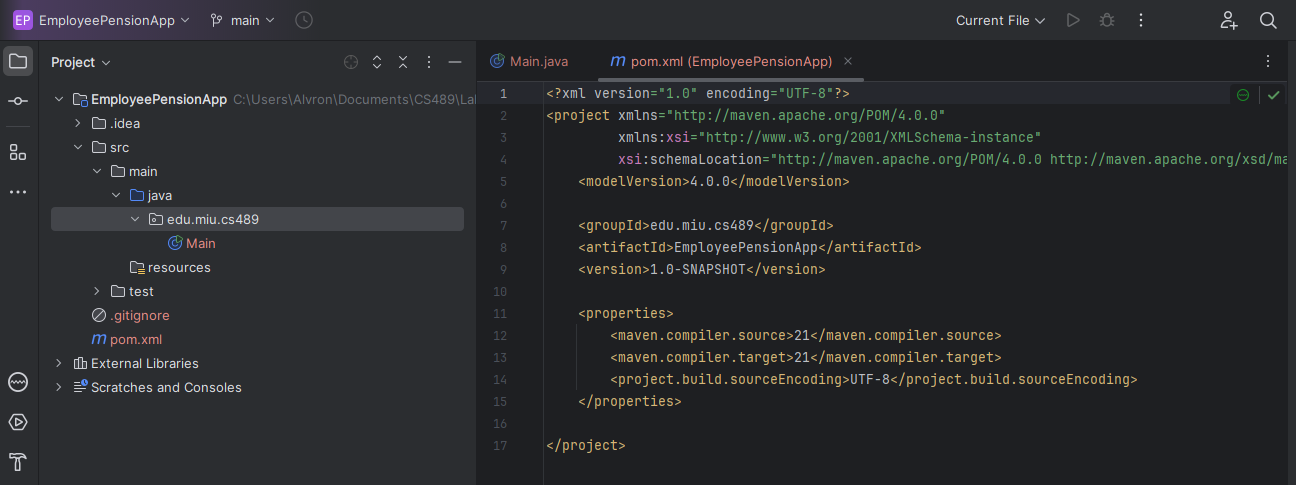 EP EmployeePensionApp main Current File
Project
EmployeePensionApp C:\Users\Alvron\Documents\CS489\La
.idea
src
main
java
edu.miu.cs489
Main
resources
test
.gitignore
pom.xml
External Libraries
Scratches and Consoles
Main.java pom.xml (EmployeePensionApp)
1 <?xml version="1.0" encoding="UTF-8"?>
2 <project xmlns="http://maven.apache.org/POM/4.0.0"
3 xmlns:xsi="http://www.w3.org/2001/XMLSchema-instance"
4 xsi:schemaLocation="http://maven.apache.org/POM/4.0.0 http://maven.apache.org/xsd/ma
5 <modelVersion>4.0.0</modelVersion>
6
7 <groupId>edu.miu.cs489</groupId>
8 <artifactId>EmployeePensionApp</artifactId>
9 <version>1.0-SNAPSHOT</version>
10
11 <properties>
12 <maven.compiler.source>21</maven.compiler.source>
13 <maven.compiler.target>21</maven.compiler.target>
14 <project.build.sourceEncoding>UTF-8</project.build.sourceEncoding>
15 </properties>
16
17 </project>